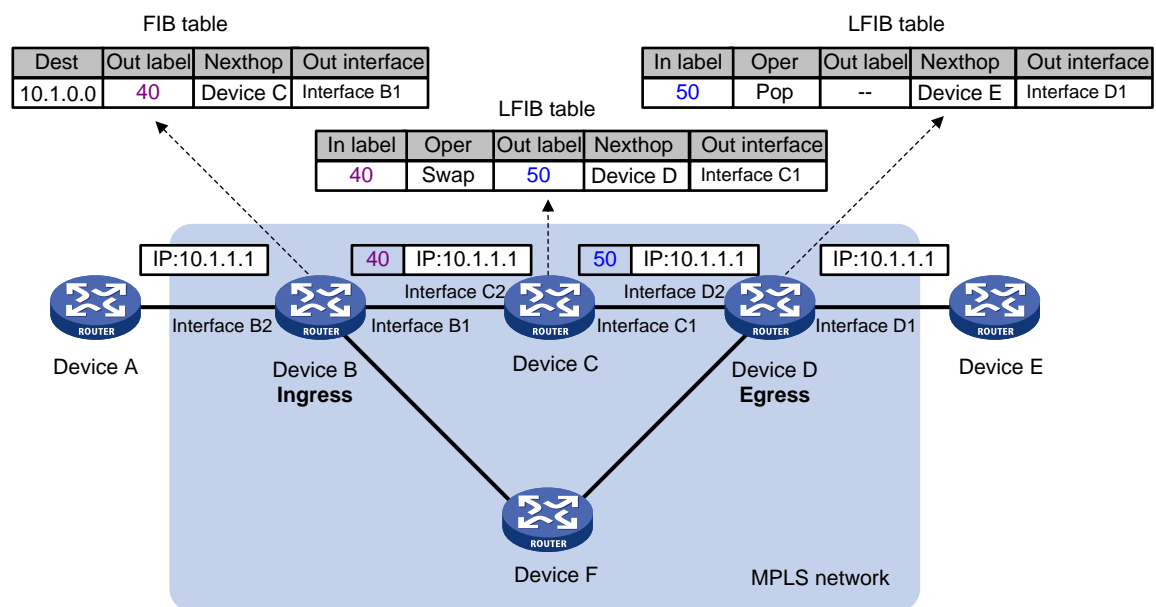 FIB table
Dest Out label Nexthop Out interface
10.1.0.0 40 Device C Interface B1
LFIB table
In label Oper Out label Nexthop Out interface
50 Pop -- Device E Interface D1
LFIB table
In label Oper Out label Nexthop Out interface
40 Swap 50 Device D Interface C1
IP:10.1.1.1
40 IP:10.1.1.1
50 IP:10.1.1.1
IP:10.1.1.1
Interface C2
Interface D2
ROUTER
Interface B2
ROUTER
Interface B1
ROUTER
Interface C1
ROUTER
Interface D1
ROUTER
Device A
Device B
Ingress
Device C
Device D
Egress
Device E
ROUTER
Device F
MPLS network